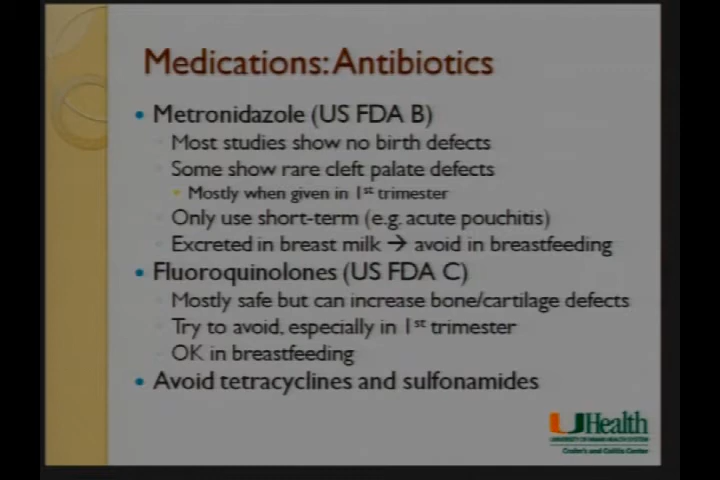 Medications: Antibiotics
Metronidazole (US FDA B)
Most studies show no birth defects
Some show rare cleft palate defects
Mostly when given in 1st trimester
Only use short-term (e.g. acute pouchitis)
Excreted in breast milk → avoid in breastfeeding
Fluoroquinolones (US FDA C)
Mostly safe but can increase bone/cartilage defects
Try to avoid, especially in 1st trimester
OK in breastfeeding
Avoid tetracyclines and sulfonamides
UHealth
UNIVERSITY OF MIAMI HEALTH SYSTEM
Crohn's and Colitis Center